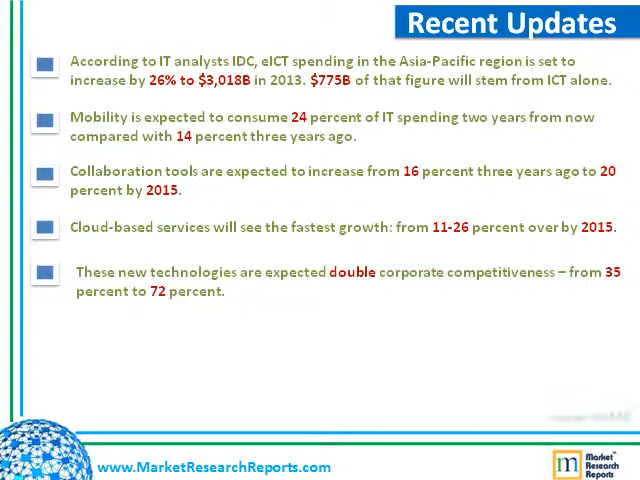 Recent Updates
According to IT analysts IDC, eICT spending in the Asia-Pacific region is set to
increase by 26% to $3,018B in 2013. $775B of that figure will stem from ICT alone.
Mobility is expected to consume 24 percent of IT spending two years from now
compared with 14 percent three years ago.
Collaboration tools are expected to increase from 16 percent three years ago to 20
percent by 2015.
Cloud-based services will see the fastest growth: from 11-26 percent over by 2015.
These new technologies are expected double corporate competitiveness – from 35
percent to 72 percent.
www.MarketResearchReports.com
m
Market™
Research
Reports